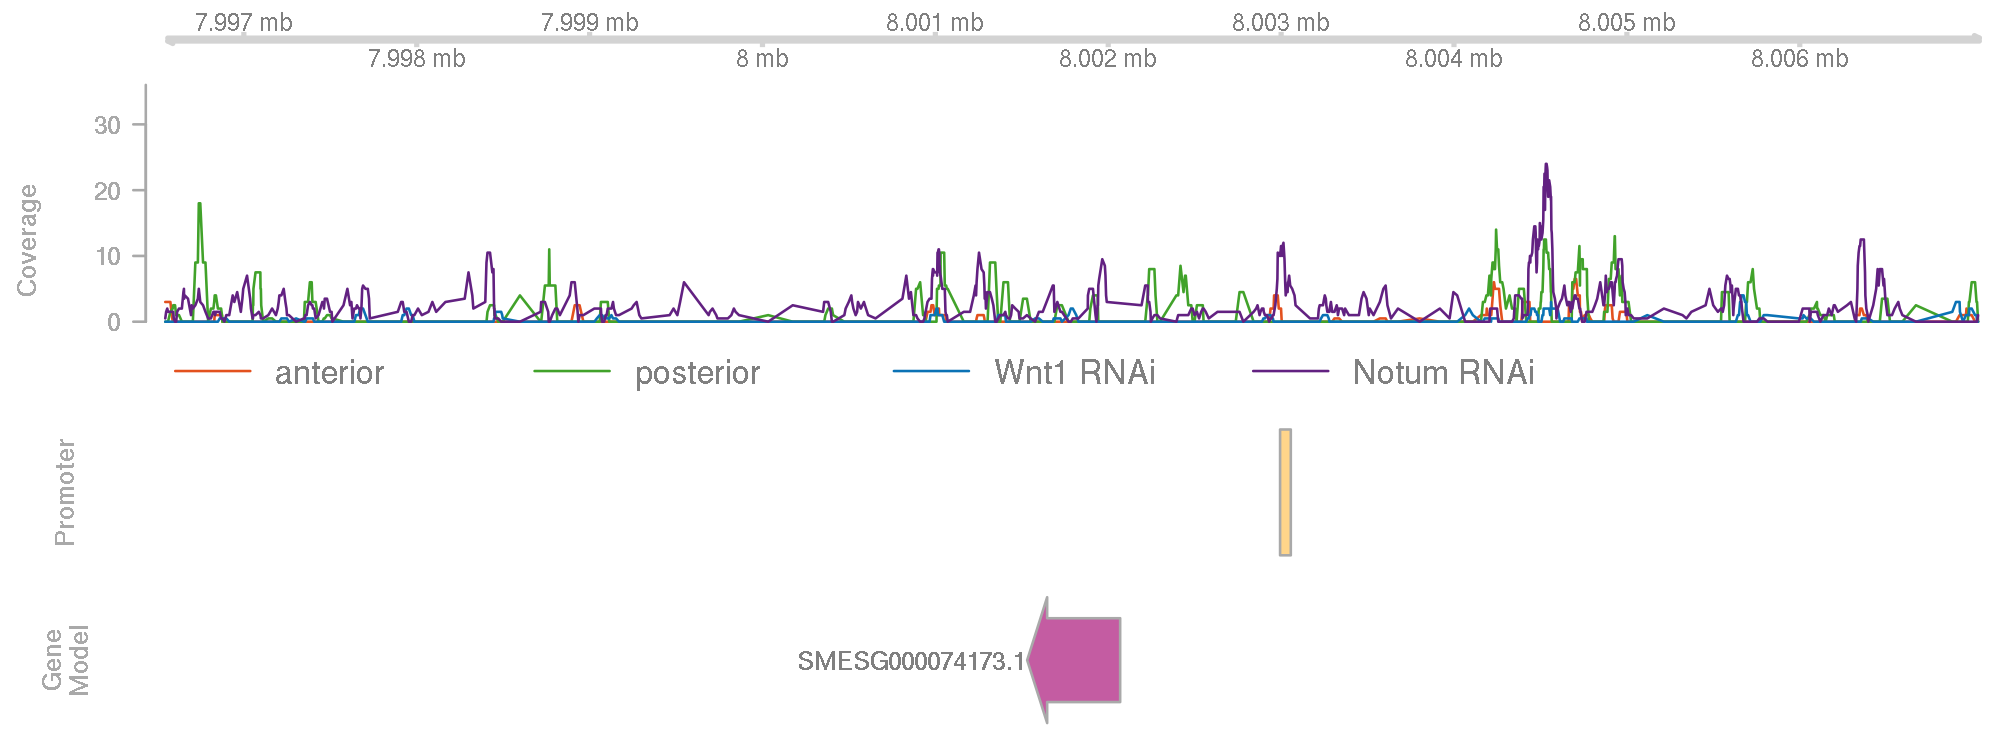 7.997 mb 7.999 mb 8.001 mb 8.003 mb 8.005 mb
7.998 mb 8 mb 8.002 mb 8.004 mb 8.006 mb
Coverage
30
20
10
0
anterior posterior Wnt1 RNAi Notum RNAi
Promoter
Gene
Model
SMESG000074173.1